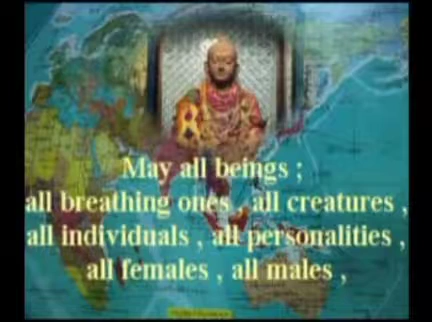 May all beings ;
all breathing ones , all creatures ,
all individuals , all personalities ,
all females , all males ,